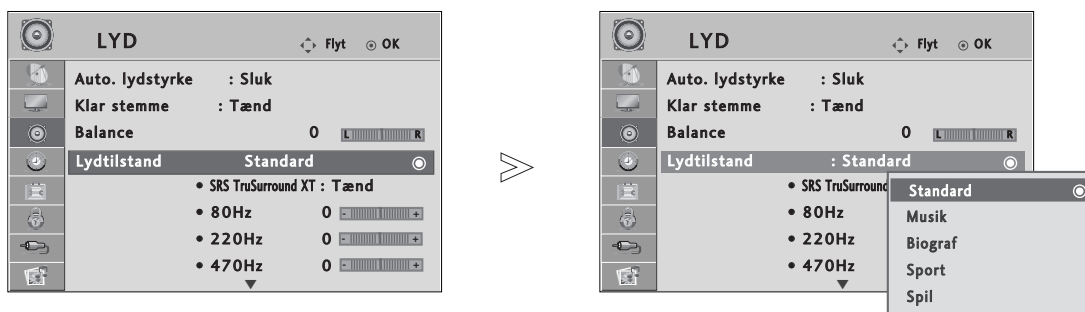 LYD Flyt OK
Auto. lydstyrke : Sluk
Klar stemme : Tænd
Balance 0 L R
Lydtilstand Standard
• SRS TruSurround XT : Tænd
• 80Hz 0 - +
• 220Hz 0 - +
• 470Hz 0 - +
LYD Flyt OK
Auto. lydstyrke : Sluk
Klar stemme : Tænd
Balance 0 L R
Lydtilstand : Standard
• SRS TruSurround
• 80Hz
• 220Hz
• 470Hz
Standard
Musik
Biograf
Sport
Spil